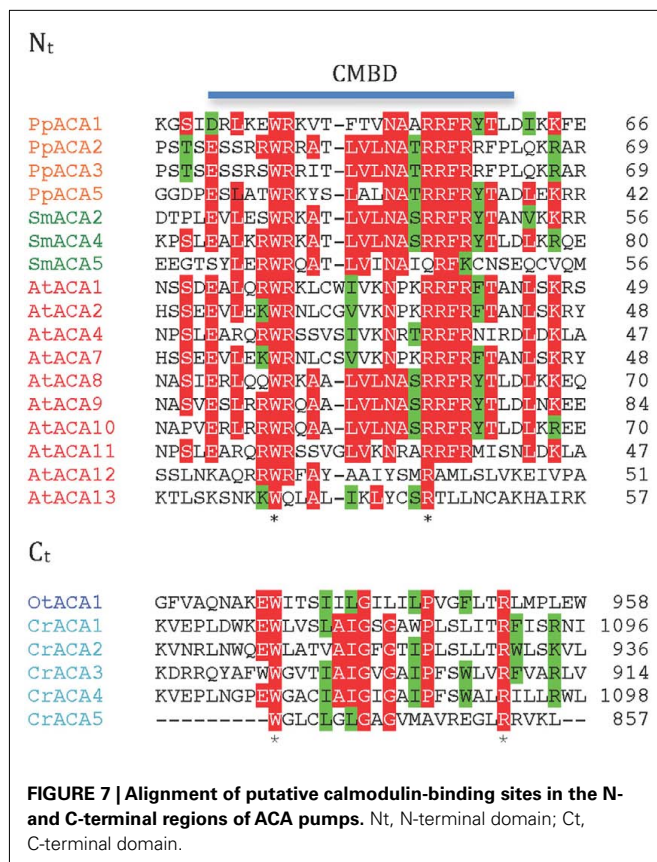 Nt
CMBD
PpACA1 KGSIDRLKEWRKVT-FTVNAARRFRYTLDIKKFE 66
PpACA2 PSTSESSRRWRRAT-LVLNATRRFRRFPLQKRAR 69
PpACA3 PSTSESSRSWRRIT-LVLNATRRFRRFPLQKRAR 69
PpACA5 GGDPESLATWRKYS-LALNATRRFRYTADLEKRR 42
SmACA2 DTPLEVLESWRKAT-LVLNASRRFRYTANVKKRR 56
SmACA4 KPSLEALKRWRKAT-LVLNASRRFRYTLDLKRQE 80
SmACA5 EEGTSYLERWRQAT-LVINAIQRFKCNSEQCVQM 56
AtACA1 NSSDEALQRWRKLCWIVKNPKRRFRFTANLSKRS 49
AtACA2 HSSEEVLEKWRNLCGVVKNPKRRFRFTANLSKRY 48
AtACA4 NPSLEARQRWRSSVSIVKNRTRRFRNIRDLDKLA 47
AtACA7 HSSEEVLEKWRNLCSVVKNPKRRFRFTANLSKRY 48
AtACA8 NASIERLQQWRKAA-LVLNASRRFRYTLDLKKEQ 70
AtACA9 NASVESLRRWRQAA-LVLNASRRFRYTLDLNKEE 84
AtACA10 NAPVERLRRWRQAA-LVLNASRRFRYTLDLKREE 70
AtACA11 NPSLEARQRWRSSVGLVKNRARRFRMISNLDKLA 47
AtACA12 SSLNKAQRRWRFAY-AAIYSMRAMLSLVKEIVPA 51
AtACA13 KTLSKSNKKWQLAL-IKLYCSRTLLNCAKHAIRK 57
* *
Ct
OtACA1 GFVAQNAKEWITSIILGILILPVGFLTRLMPLEW 958
CrACA1 KVEPLDWKEWLVSLAIGSGAWPLSLITRFISRNI 1096
CrACA2 KVNRLNWQEWLATVAIGFGTIPLSLLTRWLSKVL 936
CrACA3 KDRRQYAFWWGVTIAIGVGAIPFSWLVRFVARLV 914
CrACA4 KVEPLNGPEWGACIAIGIGAIPFSWALRILLRWL 1098
CrACA5 ---------WGLCLGLGAGVMAVREGLRRVKL-- 857
* *
FIGURE 7 | Alignment of putative calmodulin-binding sites in the N-
and C-terminal regions of ACA pumps. Nt, N-terminal domain; Ct,
C-terminal domain.